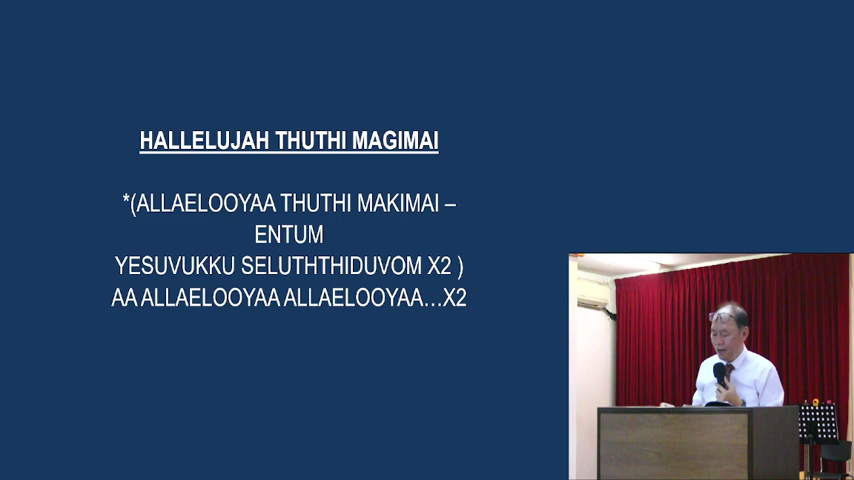 HALLELUJAH THUTHI MAGIMAI
*(ALLAELOOYAA THUTHI MAKIMAI –
ENTUM
YESUVUKKU SELUTHTHIDUVOM X2 )
AA ALLAELOOYAA ALLAELOOYAA...X2